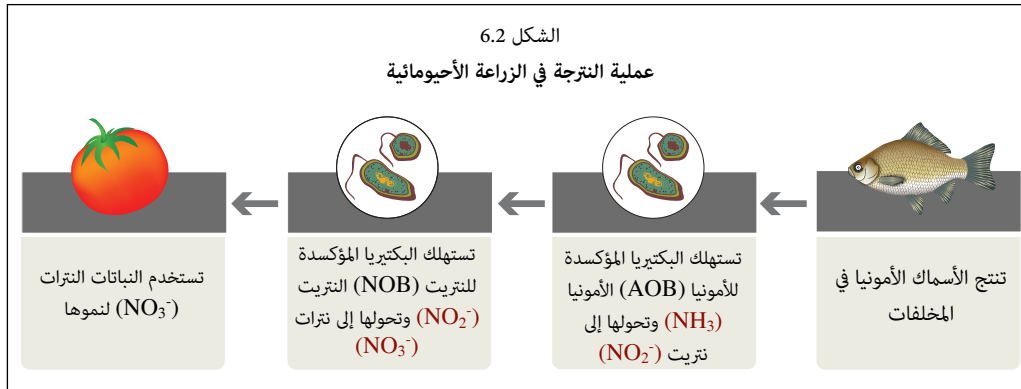 الشكل 6.2
عملية النترجة في الزراعة الأحيومائية
تنتج الأسماك الأمونيا في
المخلفات
تستهلك البكتيريا المؤكسدة
للأمونيا (AOB) الأمونيا
(NH₃) وتحولها إلى
نتريت (NO₂⁻)
تستهلك البكتيريا المؤكسدة
للنتريت (NOB) النتريت
(NO₂⁻) وتحولها إلى نترات
(NO₃⁻)
تستخدم النباتات النترات
(NO₃⁻) لنموها